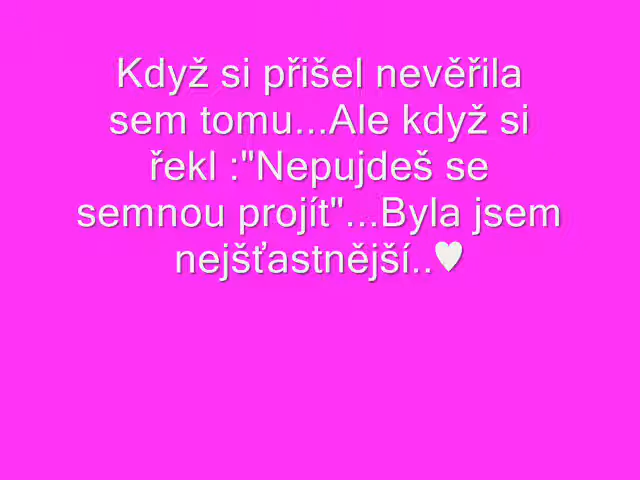 Když si přišel nevěřila
sem tomu...Ale když si
řekl :"Nepujdeš se
semnou projít"...Byla jsem
nejšťastnější..♥